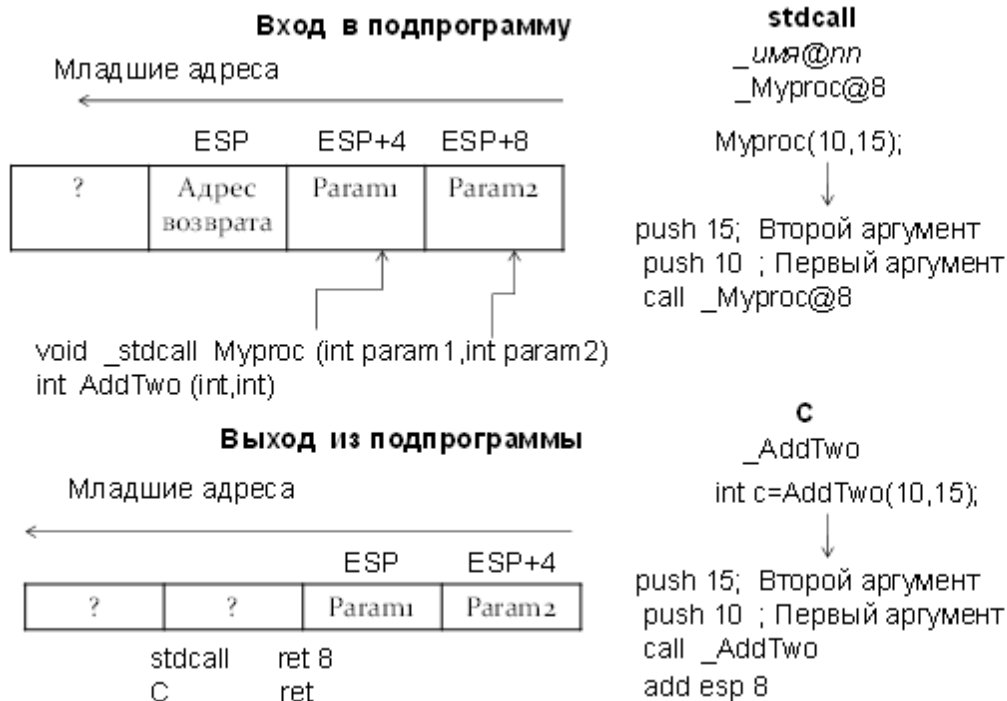 Вход в подпрограмму
Младшие адреса
ESP ESP+4 ESP+8
? Адрес возврата Param1 Param2
void _stdcall Myproc (int param1,int param2)
int AddTwo (int,int)
stdcall
_имя@nn
_Myproc@8
Myproc(10,15);
push 15; Второй аргумент
push 10 ; Первый аргумент
call _Myproc@8
Выход из подпрограммы
Младшие адреса
ESP ESP+4
? ? Param1 Param2
stdcall ret 8
C ret
C
_AddTwo
int c=AddTwo(10,15);
push 15; Второй аргумент
push 10 ; Первый аргумент
call _AddTwo
add esp 8